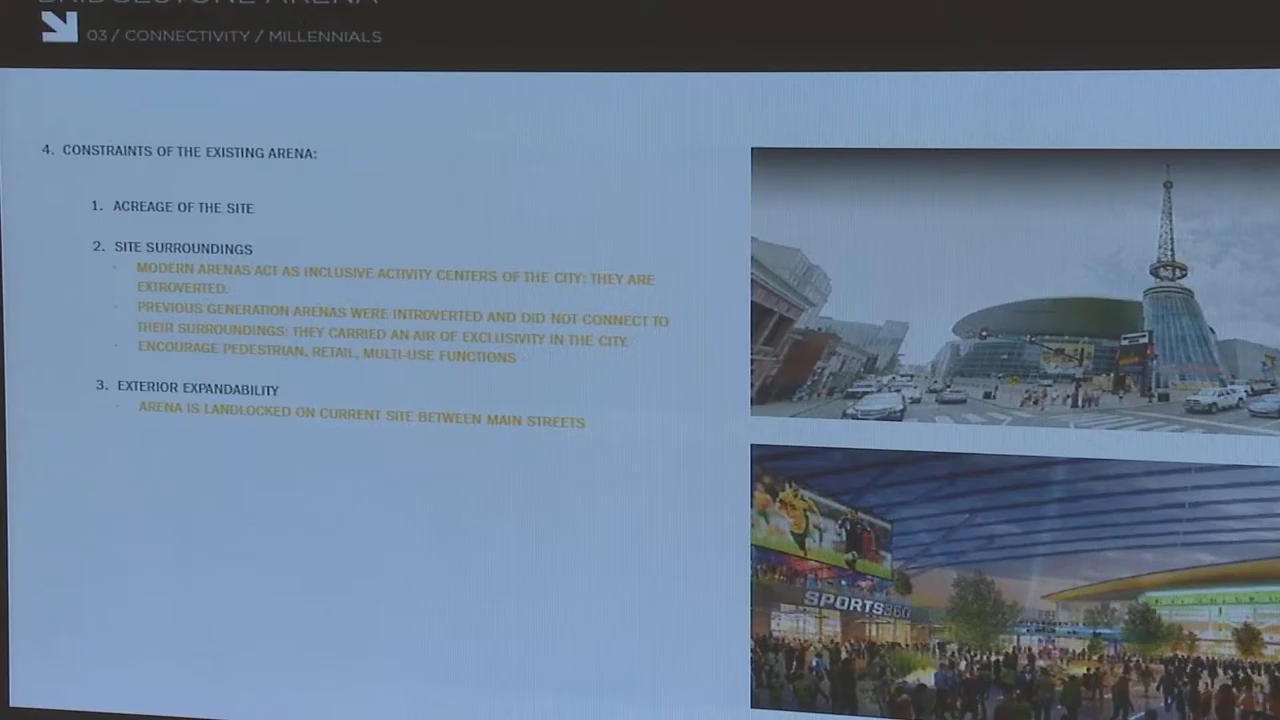 BRIDGESTONE ARENA
03 / CONNECTIVITY / MILLENNIALS
4. CONSTRAINTS OF THE EXISTING ARENA:
1. ACREAGE OF THE SITE
2. SITE SURROUNDINGS
· MODERN ARENAS ACT AS INCLUSIVE ACTIVITY CENTERS OF THE CITY; THEY ARE
EXTROVERTED.
· PREVIOUS GENERATION ARENAS WERE INTROVERTED AND DID NOT CONNECT TO
THEIR SURROUNDINGS; THEY CARRIED AN AIR OF EXCLUSIVITY IN THE CITY.
· ENCOURAGE PEDESTRIAN, RETAIL, MULTI-USE FUNCTIONS
3. EXTERIOR EXPANDABILITY
· ARENA IS LANDLOCKED ON CURRENT SITE BETWEEN MAIN STREETS
SPORTS360